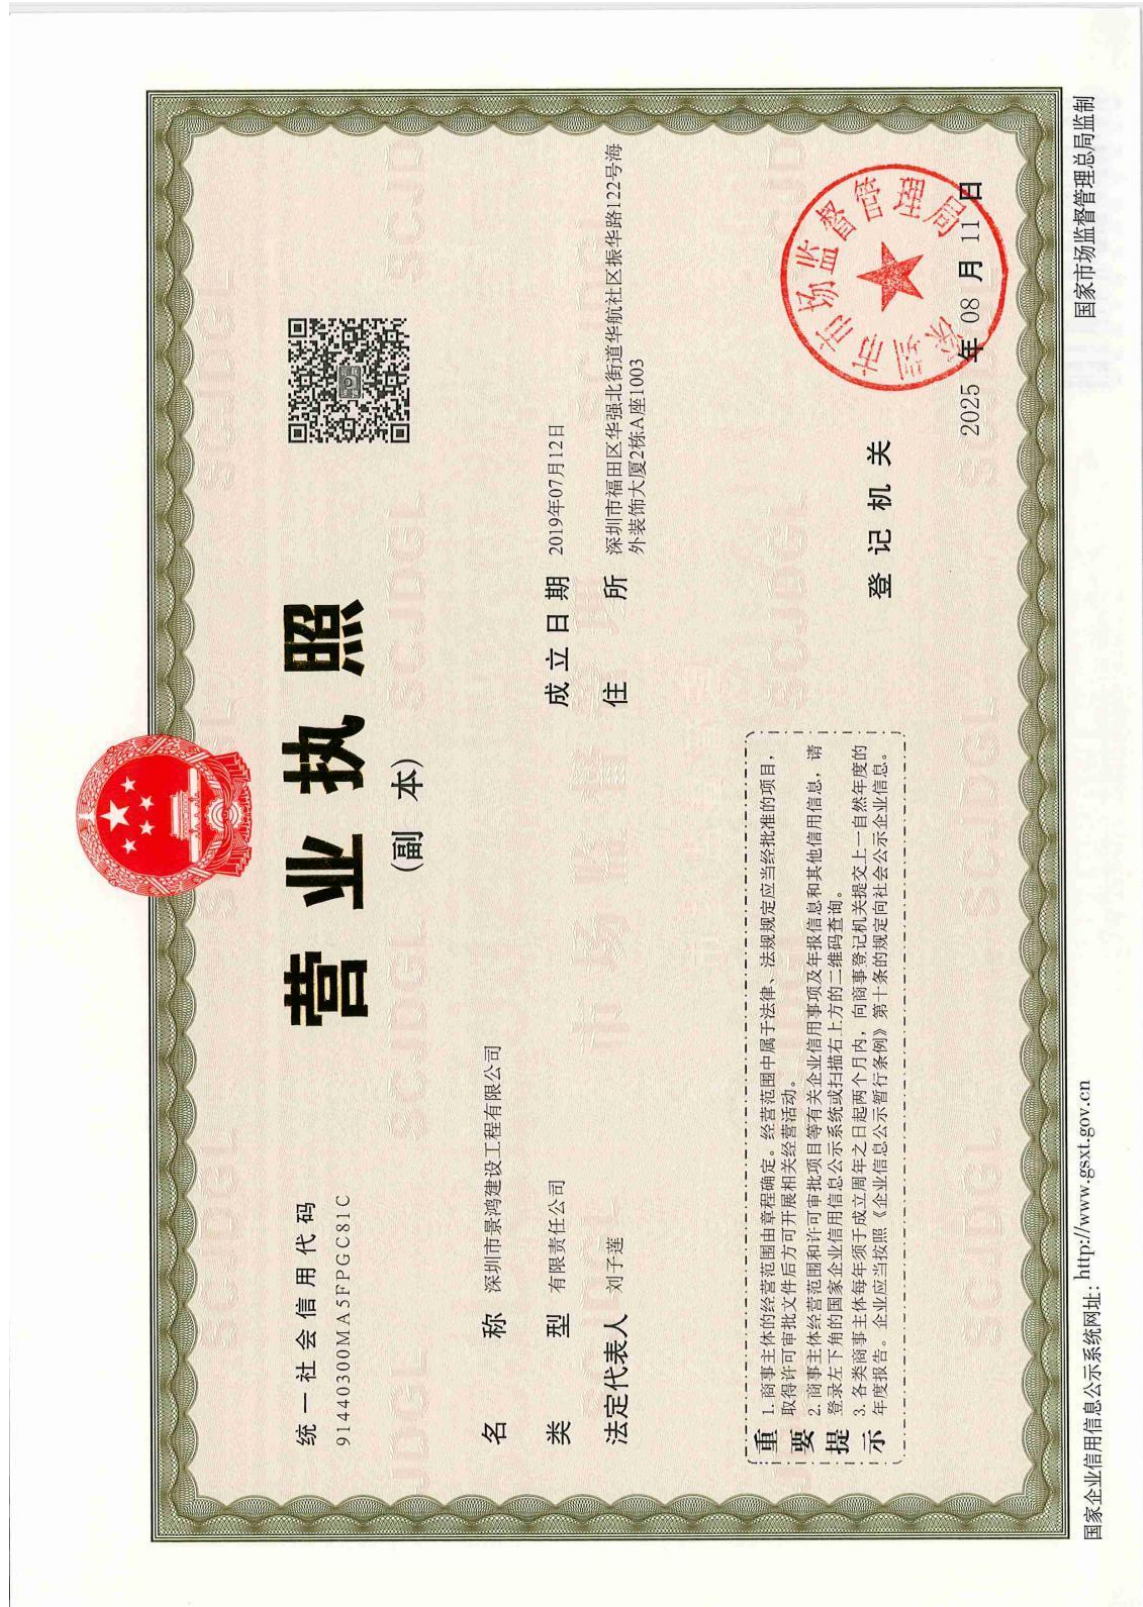 统一社会信用代码
91440300MA5FPGC81C
营业执照
(副本)
名称 深圳市景鸿建设工程有限公司
类型 有限责任公司
法定代表人 刘子莲
成立日期 2019年07月12日
住所 深圳市福田区华强北街道华航社区振华路122号海
外装饰大厦2栋A座1003
重要提示
1. 商事主体的经营范围由章程确定。经营范围中属于法律、法规规定应当经批准的项目，
取得许可审批文件后方可开展相关经营活动。
2. 商事主体经营范围和许可审批项目等有关企业信用事项及年报信息和其他信用信息，请
登录左下角的国家企业信用信息公示系统或扫描右上方的二维码查询。
3. 各类商事主体每年须于成立周年之日起两个月内，向商事登记机关提交上一自然年度的
年度报告。企业应当按照《企业信息公示暂行条例》第十条的规定向社会公示企业信息。
登记机关
深圳市市场监督管理局
2025 年 08 月 11 日
国家企业信用信息公示系统网址: http://www.gsxt.gov.cn
国家市场监督管理总局监制